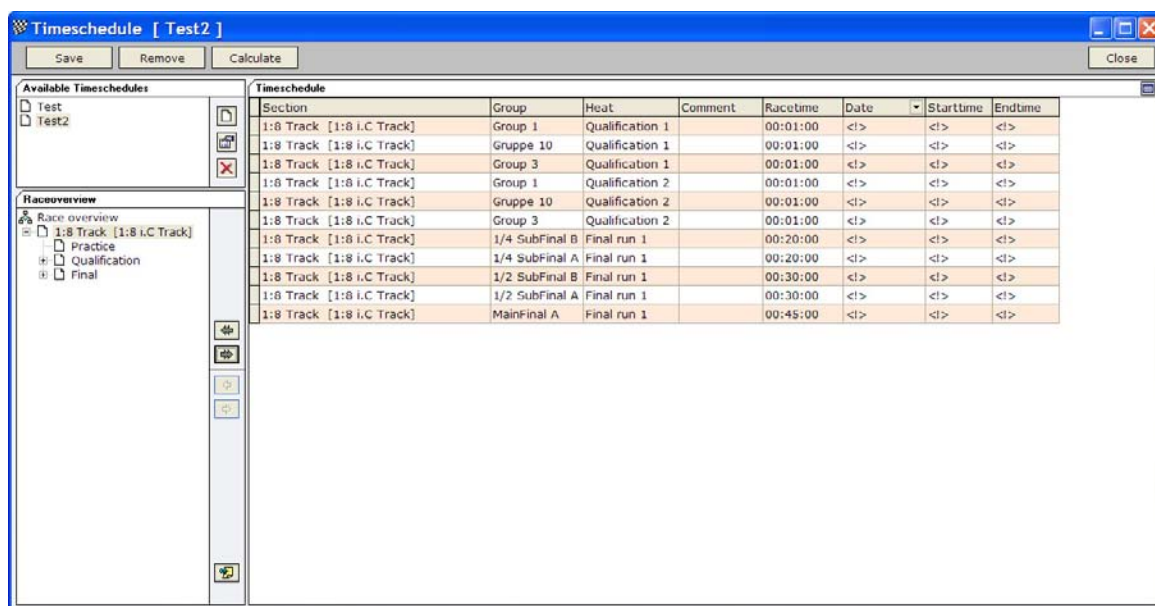 Timeschedule [ Test2 ]
Save Remove Calculate Close
Available Timeschedules
Test
Test2
Raceoverview
Race overview
1:8 Track [1:8 i.C Track]
Practice
Qualification
Final
Timeschedule
Section Group Heat Comment Racetime Date Starttime Endtime
1:8 Track [1:8 i.C Track] Group 1 Qualification 1 00:01:00 <!> <!> <!>
1:8 Track [1:8 i.C Track] Gruppe 10 Qualification 1 00:01:00 <!> <!> <!>
1:8 Track [1:8 i.C Track] Group 3 Qualification 1 00:01:00 <!> <!> <!>
1:8 Track [1:8 i.C Track] Group 1 Qualification 2 00:01:00 <!> <!> <!>
1:8 Track [1:8 i.C Track] Gruppe 10 Qualification 2 00:01:00 <!> <!> <!>
1:8 Track [1:8 i.C Track] Group 3 Qualification 2 00:01:00 <!> <!> <!>
1:8 Track [1:8 i.C Track] 1/4 SubFinal B Final run 1 00:20:00 <!> <!> <!>
1:8 Track [1:8 i.C Track] 1/4 SubFinal A Final run 1 00:20:00 <!> <!> <!>
1:8 Track [1:8 i.C Track] 1/2 SubFinal B Final run 1 00:30:00 <!> <!> <!>
1:8 Track [1:8 i.C Track] 1/2 SubFinal A Final run 1 00:30:00 <!> <!> <!>
1:8 Track [1:8 i.C Track] MainFinal A Final run 1 00:45:00 <!> <!> <!>